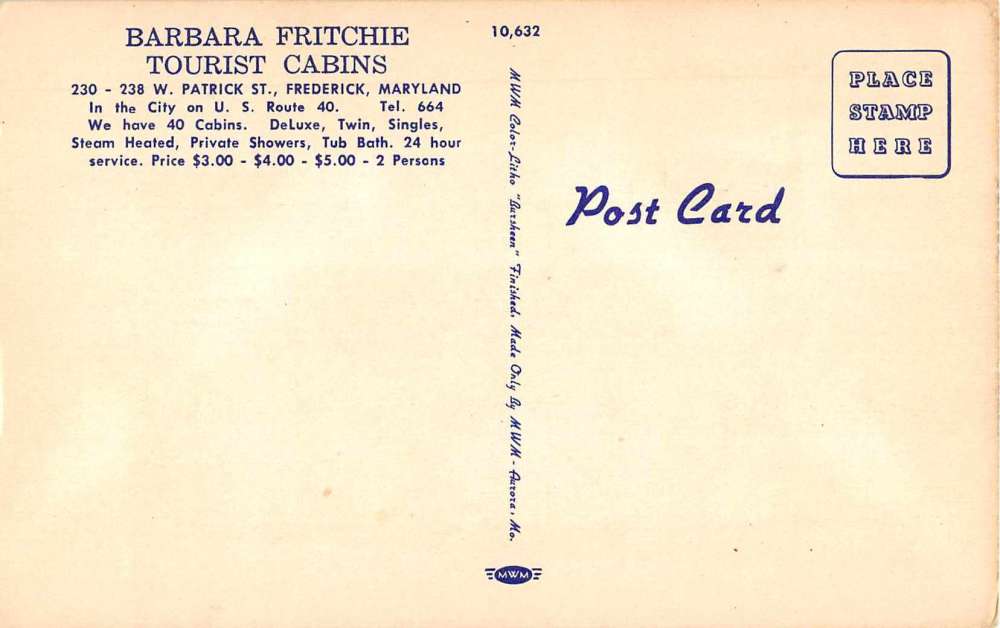 BARBARA FRITCHIE
TOURIST CABINS
230 - 238 W. PATRICK ST., FREDERICK, MARYLAND
In the City on U. S. Route 40. Tel. 664
We have 40 Cabins. DeLuxe, Twin, Singles,
Steam Heated, Private Showers, Tub Bath. 24 hour
service. Price $3.00 - $4.00 - $5.00 - 2 Persons
10,632
MWM Color-Litho "Bursheen" Finished, Made Only By MWM - Aurora, Mo.
MWM
Post Card
PLACE
STAMP
HERE